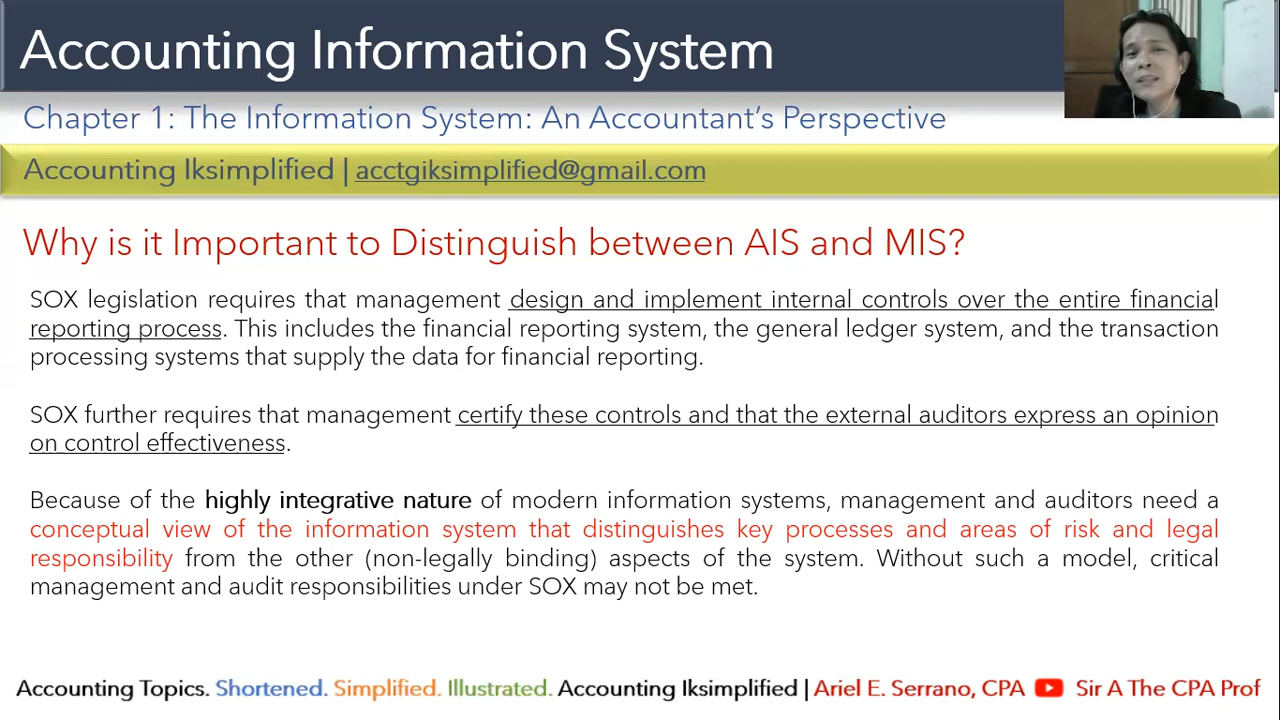 Accounting Information System
Chapter 1: The Information System: An Accountant's Perspective
Accounting Iksimplified | acctgiksimplified@gmail.com
Why is it Important to Distinguish between AIS and MIS?
SOX legislation requires that management design and implement internal controls over the entire financial
reporting process. This includes the financial reporting system, the general ledger system, and the transaction
processing systems that supply the data for financial reporting.
SOX further requires that management certify these controls and that the external auditors express an opinion
on control effectiveness.
Because of the highly integrative nature of modern information systems, management and auditors need a
conceptual view of the information system that distinguishes key processes and areas of risk and legal
responsibility from the other (non-legally binding) aspects of the system. Without such a model, critical
management and audit responsibilities under SOX may not be met.
Accounting Topics. Shortened. Simplified. Illustrated. Accounting Iksimplified | Ariel E. Serrano, CPA Sir A The CPA Prof